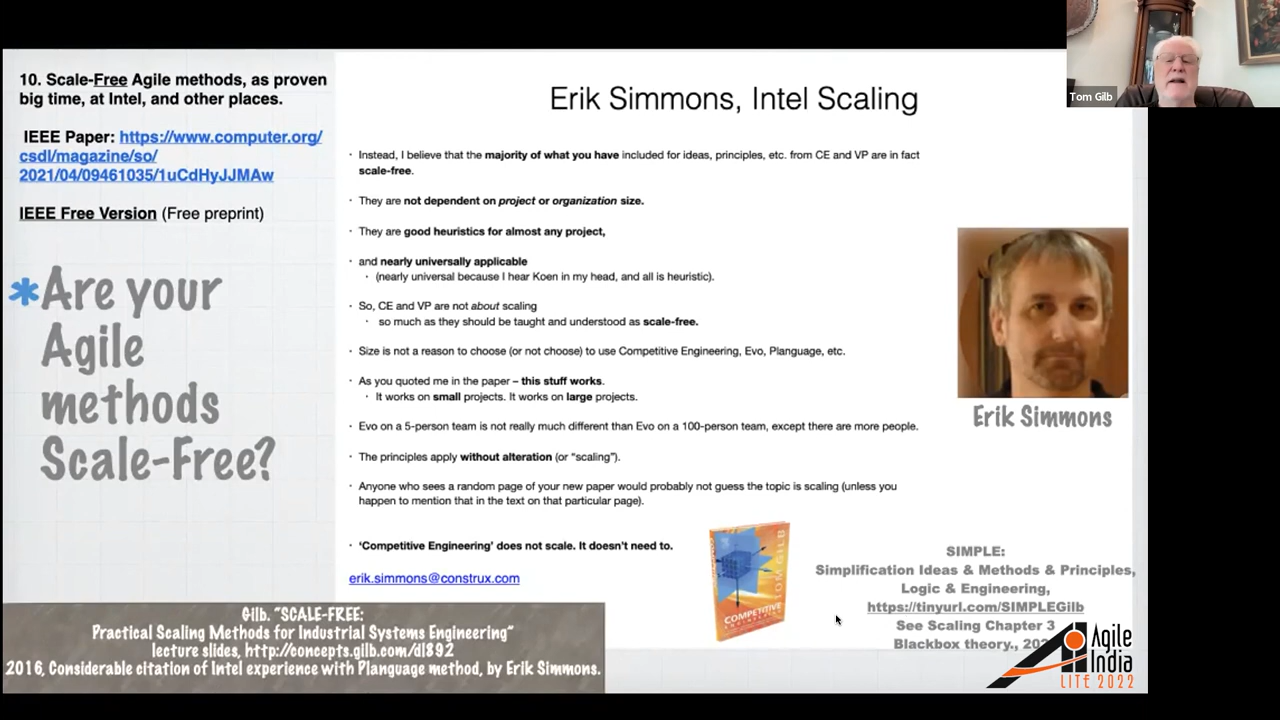 10. Scale-Free Agile methods, as proven
big time, at Intel, and other places.
IEEE Paper: https://www.computer.org/
csdl/magazine/so/
2021/04/09461035/1uCdHyJJMAw
IEEE Free Version (Free preprint)
*Are your
Agile
methods
Scale-Free?
Erik Simmons, Intel Scaling
· Instead, I believe that the majority of what you have included for ideas, principles, etc. from CE and VP are in fact
scale-free.
· They are not dependent on project or organization size.
· They are good heuristics for almost any project,
· and nearly universally applicable
· (nearly universal because I hear Koen in my head, and all is heuristic).
· So, CE and VP are not about scaling
· so much as they should be taught and understood as scale-free.
· Size is not a reason to choose (or not choose) to use Competitive Engineering, Evo, Planguage, etc.
· As you quoted me in the paper – this stuff works.
· It works on small projects. It works on large projects.
· Evo on a 5-person team is not really much different than Evo on a 100-person team, except there are more people.
· The principles apply without alteration (or “scaling”).
· Anyone who sees a random page of your new paper would probably not guess the topic is scaling (unless you
happen to mention that in the text on that particular page).
· ‘Competitive Engineering’ does not scale. It doesn’t need to.
erik.simmons@construx.com
Erik Simmons
TOM GILB
COMPETITIVE
ENGINEERING
SIMPLE:
Simplification Ideas & Methods & Principles,
Logic & Engineering,
https://tinyurl.com/SIMPLEGilb
See Scaling Chapter 3
Blackbox theory., 202
Gilb. “SCALE-FREE:
Practical Scaling Methods for Industrial Systems Engineering”
lecture slides, http://concepts.gilb.com/dl892
2016, Considerable citation of Intel experience with Planguage method, by Erik Simmons.
Agile
India
LITE 2022
Tom Gilb